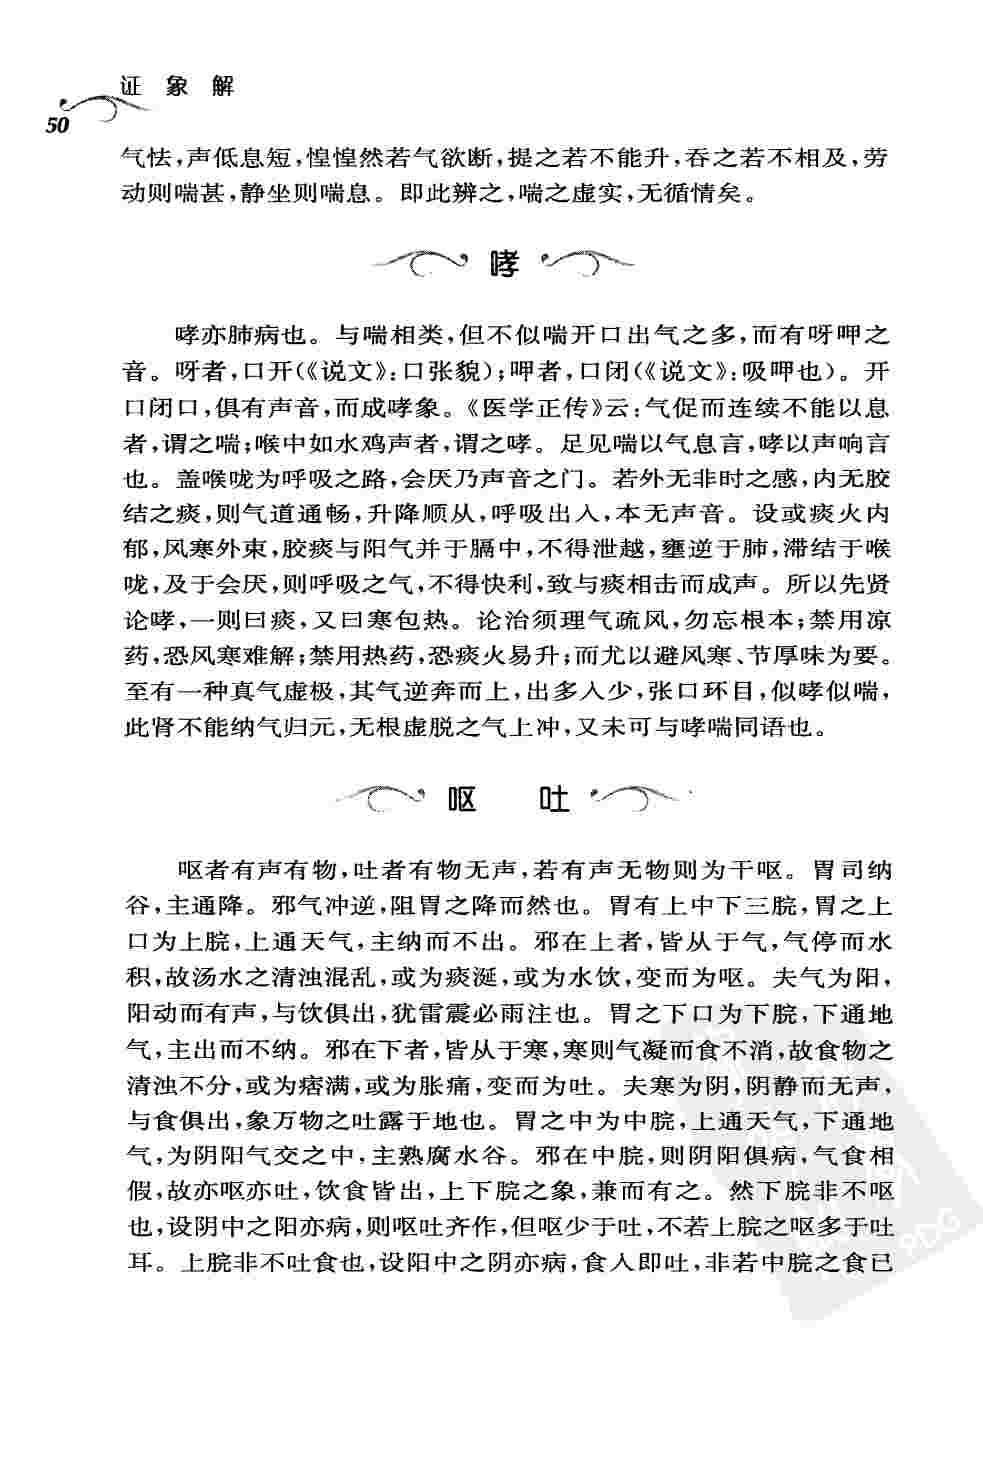 证象解
50
气怯,声低息短,惶惶然若气欲断,提之若不能升,吞之若不相及,劳
动则喘甚,静坐则喘息。即此辨之,喘之虚实,无循情矣。
哮
哮亦肺病也。与喘相类,但不似喘开口出气之多,而有呀呷之
音。呀者,口开(《说文》:口张貌);呷者,口闭(《说文》:吸呷也)。开
口闭口,俱有声音,而成哮象。《医学正传》云:气促而连续不能以息
者,谓之喘;喉中如水鸡声者,谓之哮。足见喘以气息言,哮以声响言
也。盖喉咙为呼吸之路,会厌乃声音之门。若外无非时之感,内无胶
结之痰,则气道通畅,升降顺从,呼吸出入,本无声音。设或痰火内
郁,风寒外束,胶痰与阳气并于膈中,不得泄越,壅逆于肺,滞结于喉
咙,及于会厌,则呼吸之气,不得快利,致与痰相击而成声。所以先贤
论哮,一则曰痰,又曰寒包热。论治须理气疏风,勿忘根本;禁用凉
药,恐风寒难解;禁用热药,恐痰火易升;而尤以避风寒、节厚味为要。
至有一种真气虚极,其气逆奔而上,出多入少,张口环目,似哮似喘,
此肾不能纳气归元,无根虚脱之气上冲,又未可与哮喘同语也。
呕吐
呕者有声有物,吐者有物无声,若有声无物则为干呕。胃司纳
谷,主通降。邪气冲逆,阻胃之降而然也。胃有上中下三脘,胃之上
口为上脘,上通天气,主纳而不出。邪在上者,皆从于气,气停而水
积,故汤水之清浊混乱,或为痰涎,或为水饮,变而为呕。夫气为阳,
阳动而有声,与饮俱出,犹雷震必雨注也。胃之下口为下脘,下通地
气,主出而不纳。邪在下者,皆从于寒,寒则气凝而食不消,故食物之
清浊不分,或为痞满,或为胀痛,变而为吐。夫寒为阴,阴静而无声,
与食俱出,象万物之吐露于地也。胃之中为中脘,上通天气,下通地
气,为阴阳气交之中,主熟腐水谷。邪在中脘,则阴阳俱病,气食相
假,故亦呕亦吐,饮食皆出,上下脘之象,兼而有之。然下脘非不呕
也,设阴中之阳亦病,则呕吐齐作,但呕少于吐,不若上脘之呕多于吐
耳。上脘非不吐食也,设阳中之阴亦病,食入即吐,非若中脘之食已